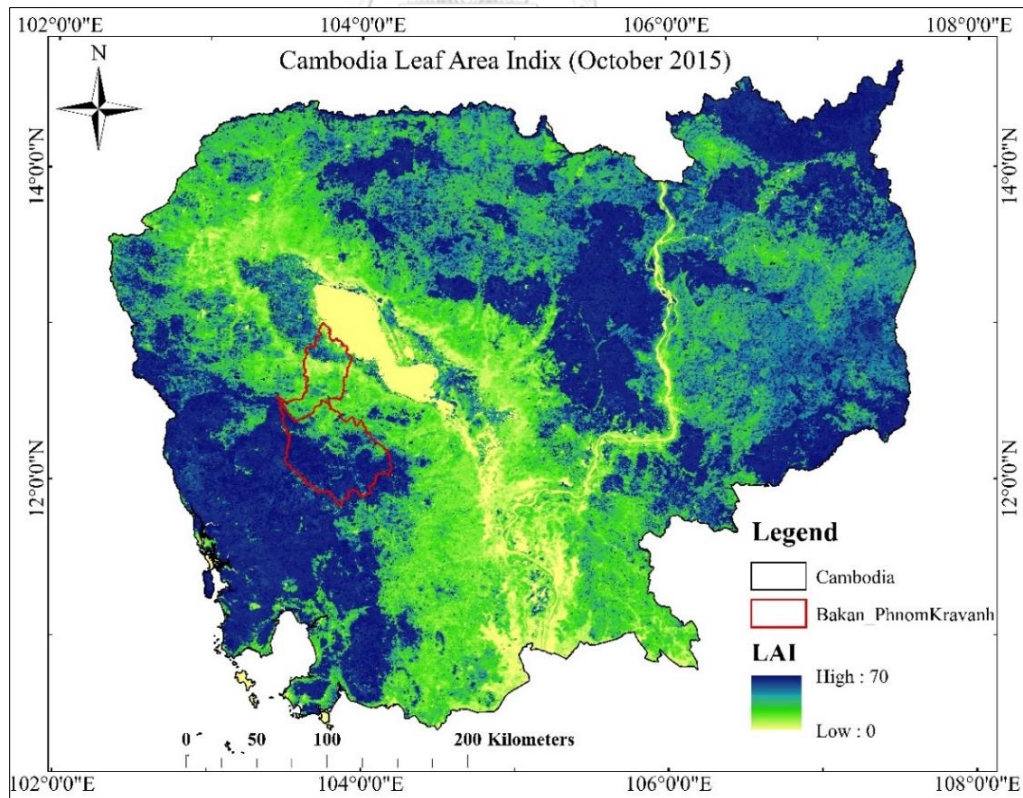 102°0'0"E 104°0'0"E 106°0'0"E 108°0'0"E
N
Cambodia Leaf Area Indix (October 2015)
14°0'0"N 14°0'0"N
12°0'0"N 12°0'0"N
Legend
Cambodia
Bakan_PhnomKravanh
LAI
High : 70
Low : 0
0 50 100 200 Kilometers
102°0'0"E 104°0'0"E 106°0'0"E 108°0'0"E